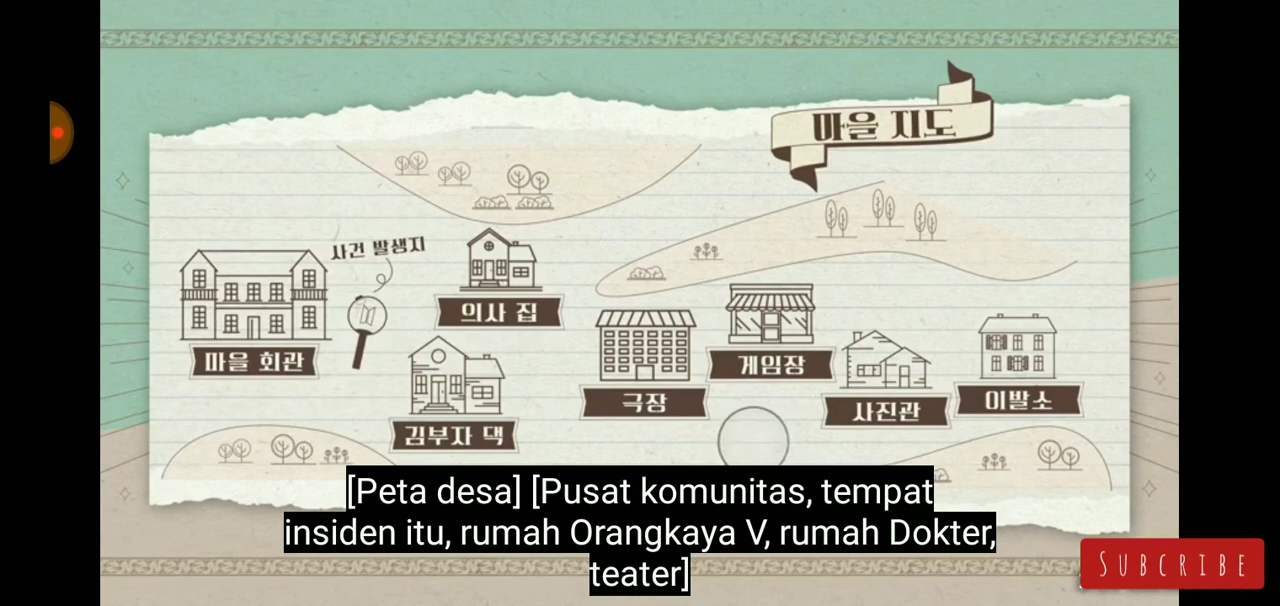 마을 지도
사건 발생지
의사 집
마을 회관
게임장
극장
이발소
사진관
김부자 댁
[Peta desa] [Pusat komunitas, tempat
insiden itu, rumah Orangkaya V, rumah Dokter,
teater]
SUBCRIBE